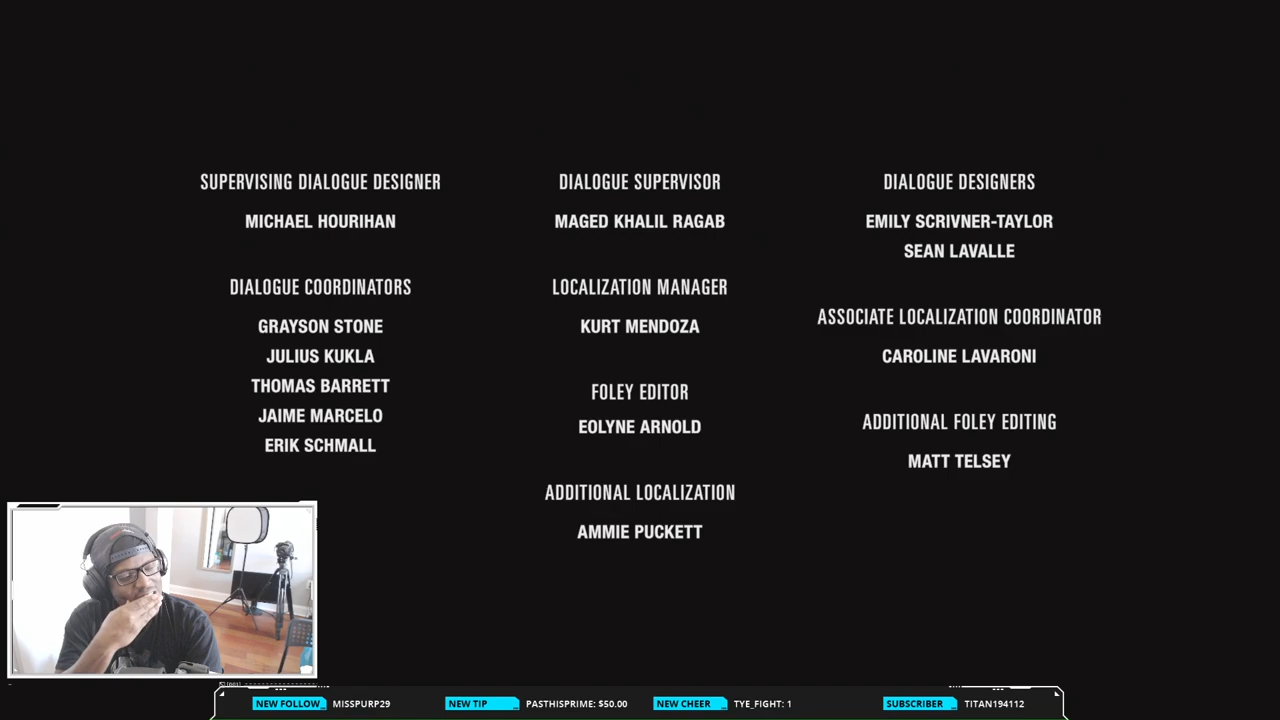 SUPERVISING DIALOGUE DESIGNER
MICHAEL HOURIHAN
DIALOGUE COORDINATORS
GRAYSON STONE
JULIUS KUKLA
THOMAS BARRETT
JAIME MARCELO
ERIK SCHMALL
DIALOGUE SUPERVISOR
MAGED KHALIL RAGAB
LOCALIZATION MANAGER
KURT MENDOZA
FOLEY EDITOR
EOLYNE ARNOLD
ADDITIONAL LOCALIZATION
AMMIE PUCKETT
DIALOGUE DESIGNERS
EMILY SCRIVNER-TAYLOR
SEAN LAVALLE
ASSOCIATE LOCALIZATION COORDINATOR
CAROLINE LAVARONI
ADDITIONAL FOLEY EDITING
MATT TELSEY
NEW FOLLOW MISSPURP29 NEW TIP PASTHISPRIME: $50.00 NEW CHEER TYE_FIGHT: 1 SUBSCRIBER TITAN194112